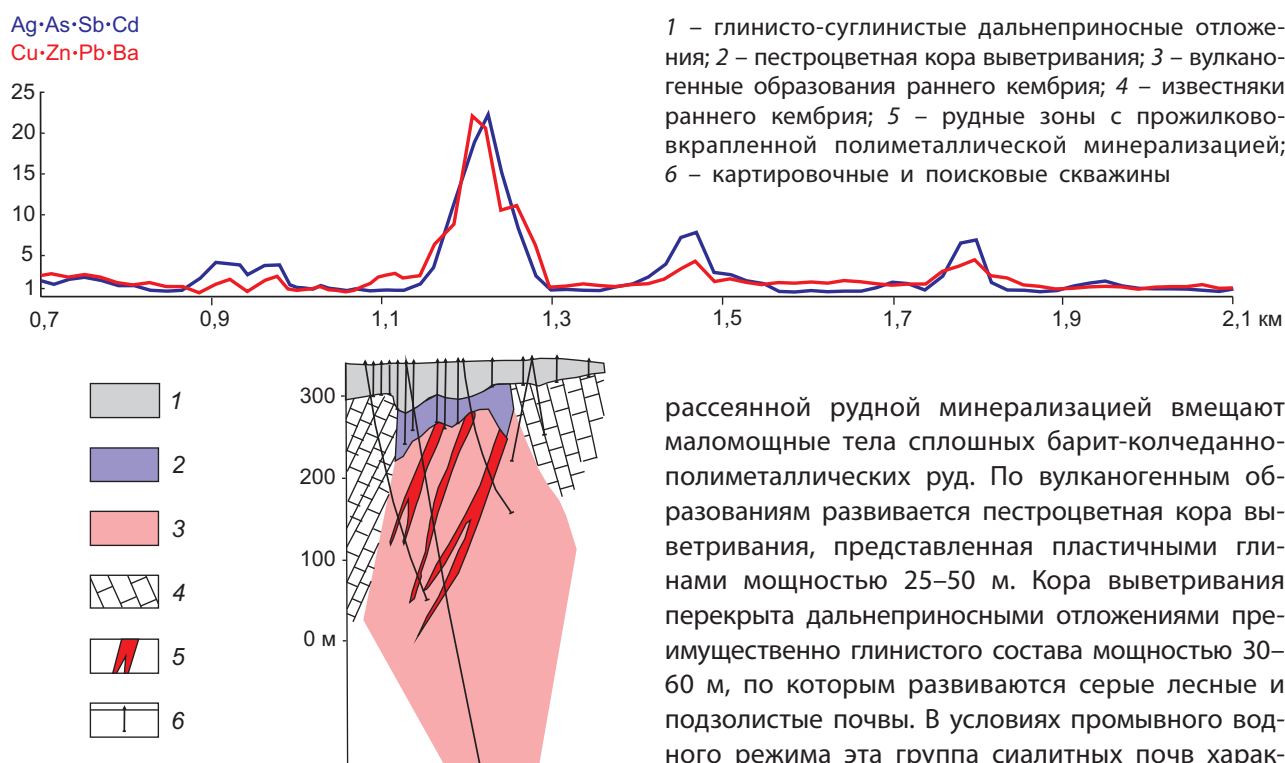 Ag·As·Sb·Cd
Cu·Zn·Pb·Ba
25
20
15
10
5
1
0,7
0,9
1,1
1,3
1,5
1,7
1,9
2,1 км
1 – глинисто-суглинистые дальнеприносные отложе-
ния; 2 – пестроцветная кора выветривания; 3 – вулкано-
генные образования раннего кембрия; 4 – известняки
раннего кембрия; 5 – рудные зоны с прожилково-
вкрапленной полиметаллической минерализацией;
6 – картировочные и поисковые скважины
1
2
3
4
5
6
300
200
100
0 м
рассеянной рудной минерализацией вмещают
маломощные тела сплошных барит-колчеданно-
полиметаллических руд. По вулканогенным об-
разованиям развивается пестроцветная кора вы-
ветривания, представленная пластичными гли-
нами мощностью 25–50 м. Кора выветривания
перекрыта дальнеприносными отложениями пре-
имущественно глинистого состава мощностью 30–
60 м, по которым развиваются серые лесные и
подзолистые почвы. В условиях промывного вод-
ного режима эта группа сиалитных почв харак-